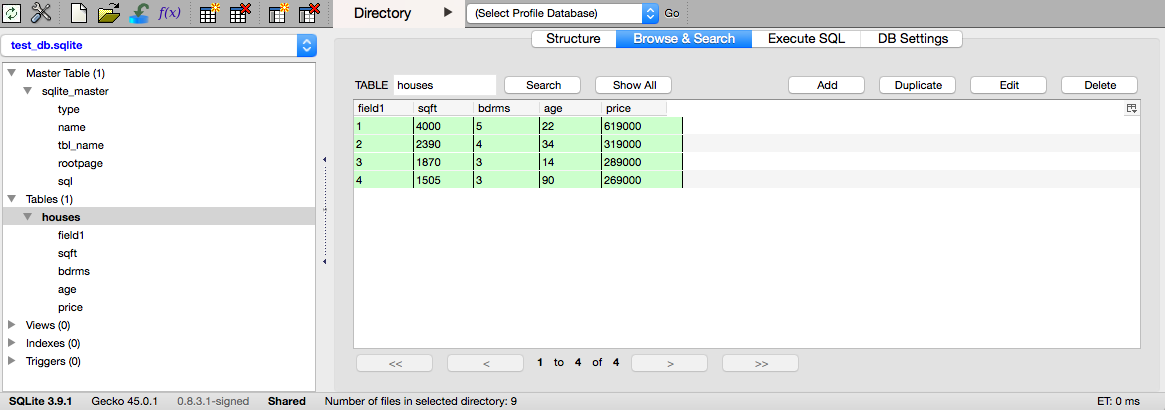 f(x)
Directory
(Select Profile Database)
Go
test_db.sqlite
Structure
Browse & Search
Execute SQL
DB Settings
Master Table (1)
sqlite_master
type
name
tbl_name
rootpage
sql
Tables (1)
houses
field1
sqft
bdrms
age
price
Views (0)
Indexes (0)
Triggers (0)
TABLE houses Search Show All Add Duplicate Edit Delete
field1 sqft bdrms age price
1 4000 5 22 619000
2 2390 4 34 319000
3 1870 3 14 289000
4 1505 3 90 269000
<< < 1 to 4 of 4 > >>
SQLite 3.9.1 Gecko 45.0.1 0.8.3.1-signed Shared Number of files in selected directory: 9 ET: 0 ms